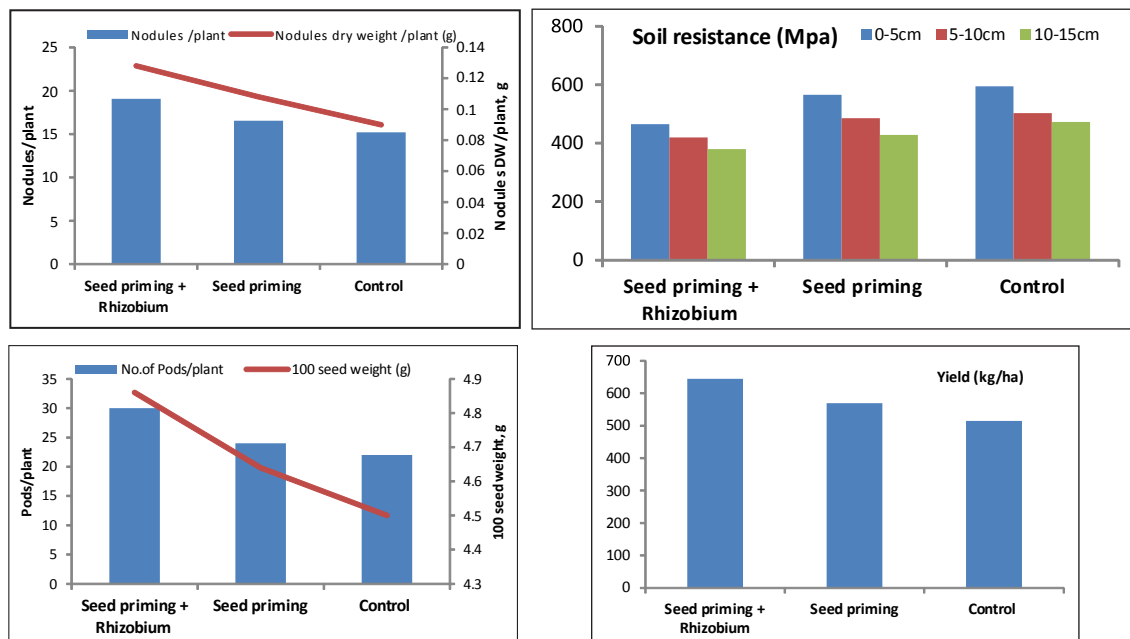 Nodules /plant
Nodules dry weight /plant (g)
25
20
15
10
5
0
Nodules/plant
0.14
0.12
0.1
0.08
0.06
0.04
0.02
0
Nodules DW/plant, g
Seed priming +
Rhizobium
Seed priming
Control
Soil resistance (Mpa)
0-5cm
5-10cm
10-15cm
800
600
400
200
0
Seed priming +
Rhizobium
Seed priming
Control
No.of Pods/plant
100 seed weight (g)
35
30
25
20
15
10
5
0
Pods/plant
4.9
4.8
4.7
4.6
4.5
4.4
4.3
100 seed weight, g
Seed priming +
Rhizobium
Seed priming
Control
Yield (kg/ha)
700
600
500
400
300
200
100
0
Seed priming +
Rhizobium
Seed priming
Control